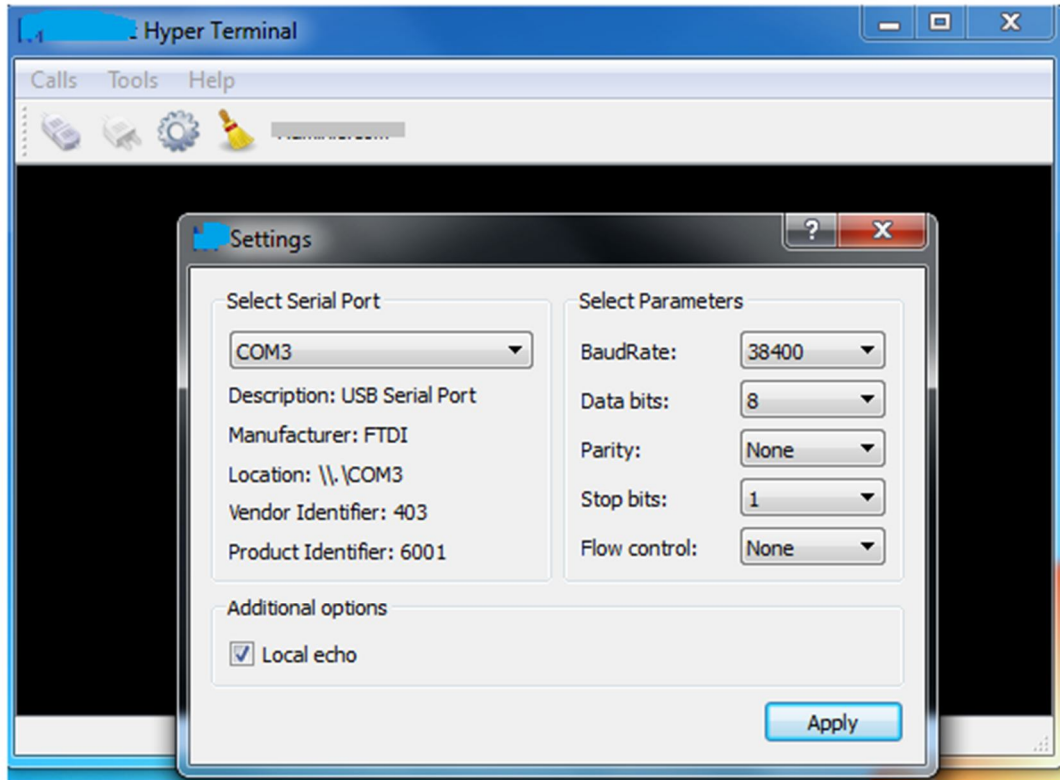 Hyper Terminal
Calls Tools Help
Settings
Select Serial Port
COM3
Description: USB Serial Port
Manufacturer: FTDI
Location: \\.\COM3
Vendor Identifier: 403
Product Identifier: 6001
Select Parameters
BaudRate: 38400
Data bits: 8
Parity: None
Stop bits: 1
Flow control: None
Additional options
Local echo
Apply